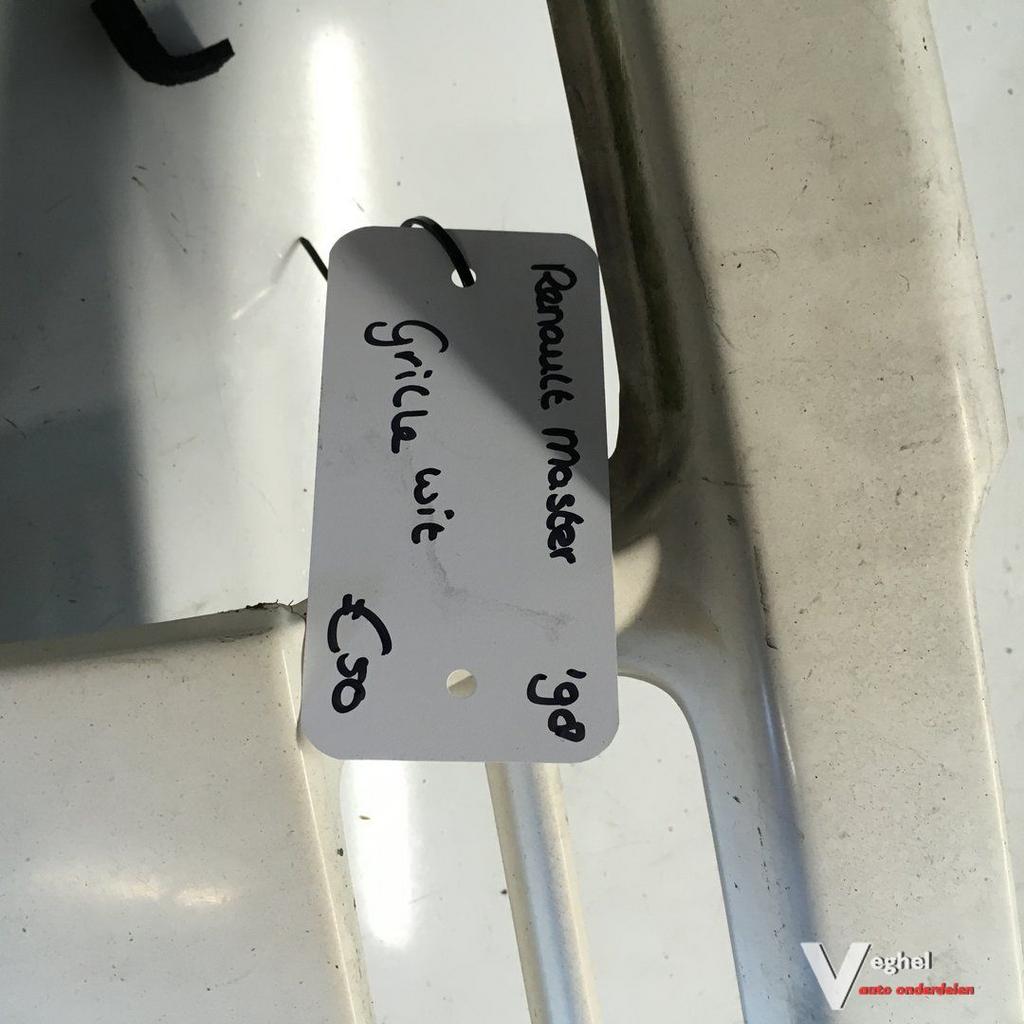 Renault Master '98
Grille wit
€50
Veghel
auto onderdelen